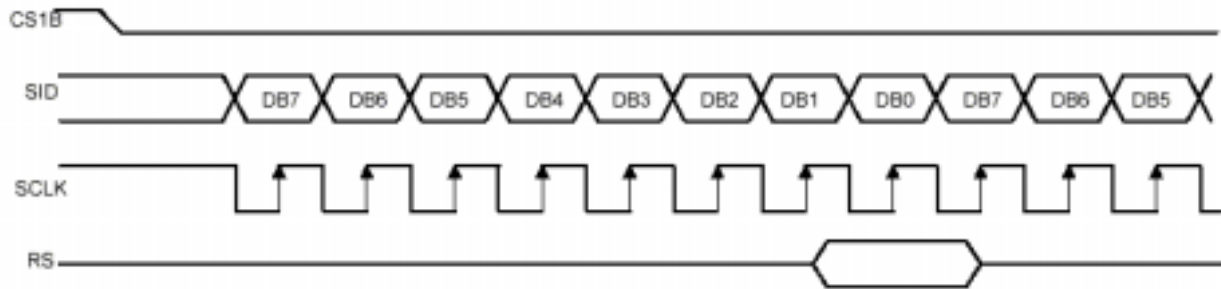 CS1B
SID DB7 DB6 DB5 DB4 DB3 DB2 DB1 DB0 DB7 DB6 DB5
SCLK
RS